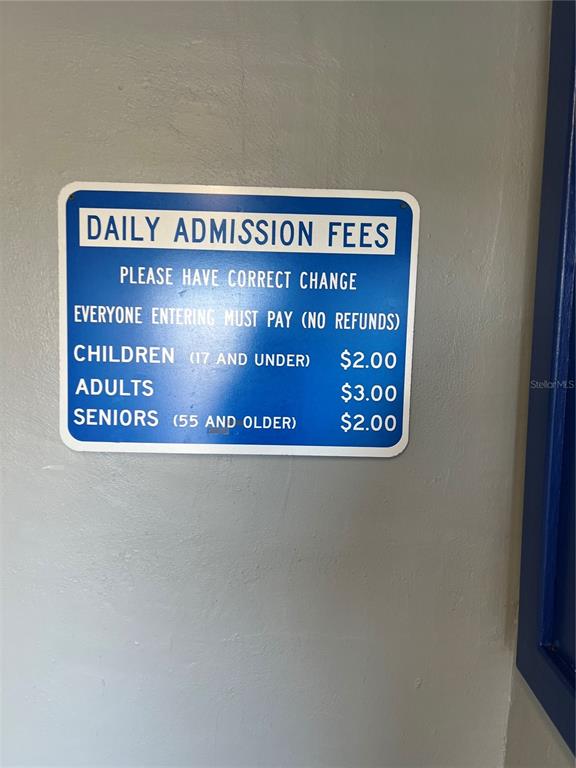 DAILY ADMISSION FEES
PLEASE HAVE CORRECT CHANGE
EVERYONE ENTERING MUST PAY (NO REFUNDS)
CHILDREN (17 AND UNDER) $2.00
ADULTS $3.00
SENIORS (55 AND OLDER) $2.00
StellarMLS